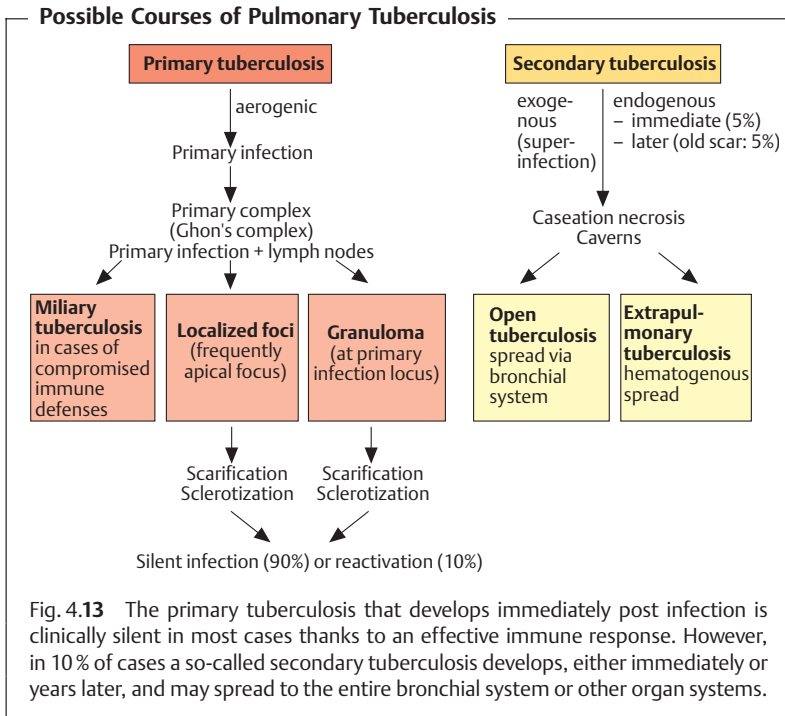 Possible Courses of Pulmonary Tuberculosis
Primary tuberculosis
aerogenic
Primary infection
Primary complex
(Ghon's complex)
Primary infection + lymph nodes
Miliary
tuberculosis
in cases of
compromised
immune
defenses
Localized foci
(frequently
apical focus)
Granuloma
(at primary
infection locus)
Scarification
Sclerotization
Scarification
Sclerotization
Silent infection (90%) or reactivation (10%)
Secondary tuberculosis
exoge-
nous
(super-
infection)
endogenous
– immediate (5%)
– later (old scar: 5%)
Caseation necrosis
Caverns
Open
tuberculosis
spread via
bronchial
system
Extrapul-
monary
tuberculosis
hematogenous
spread
Fig. 4.13 The primary tuberculosis that develops immediately post infection is
clinically silent in most cases thanks to an effective immune response. However,
in 10 % of cases a so-called secondary tuberculosis develops, either immediately or
years later, and may spread to the entire bronchial system or other organ systems.